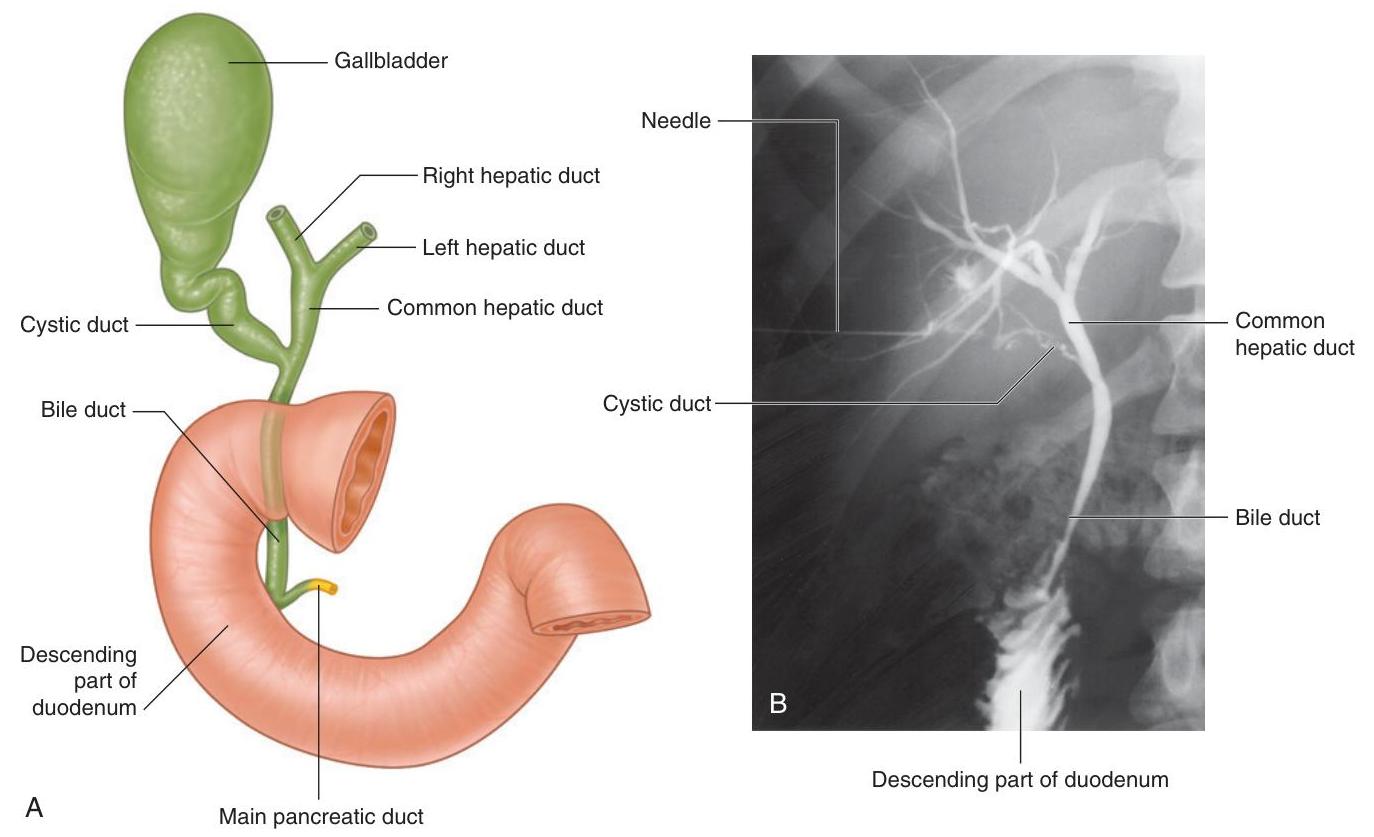 Gallbladder
Right hepatic duct
Left hepatic duct
Common hepatic duct
Cystic duct
Bile duct
Descending
part of
duodenum
Main pancreatic duct
A
Needle
Cystic duct
Common
hepatic duct
Bile duct
B
Descending part of duodenum